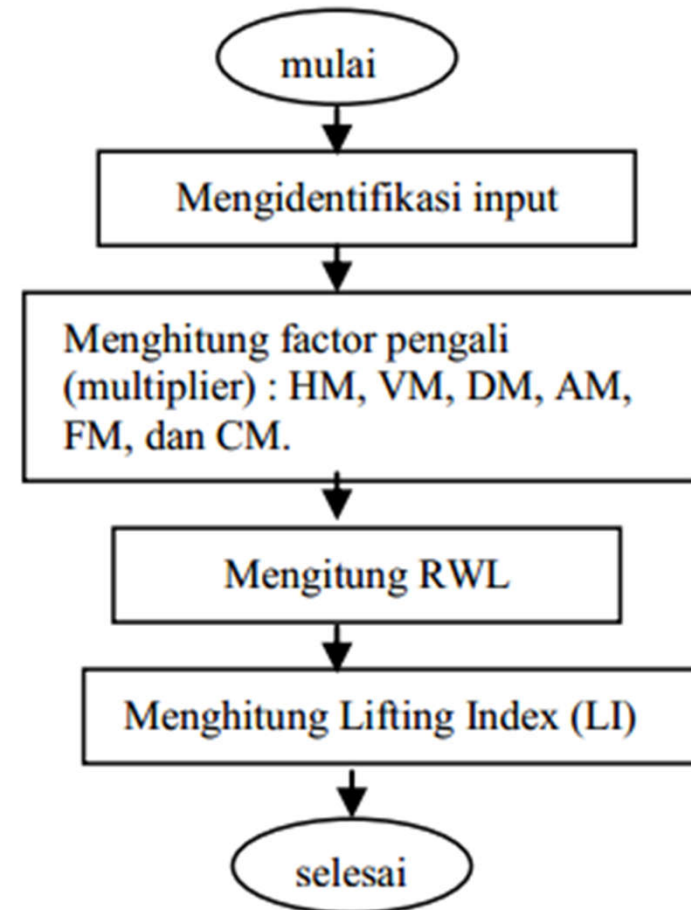 mulai
Mengidentifikasi input
Menghitung factor pengali
(multiplier) : HM, VM, DM, AM,
FM, dan CM.
Mengitung RWL
Menghitung Lifting Index (LI)
selesai